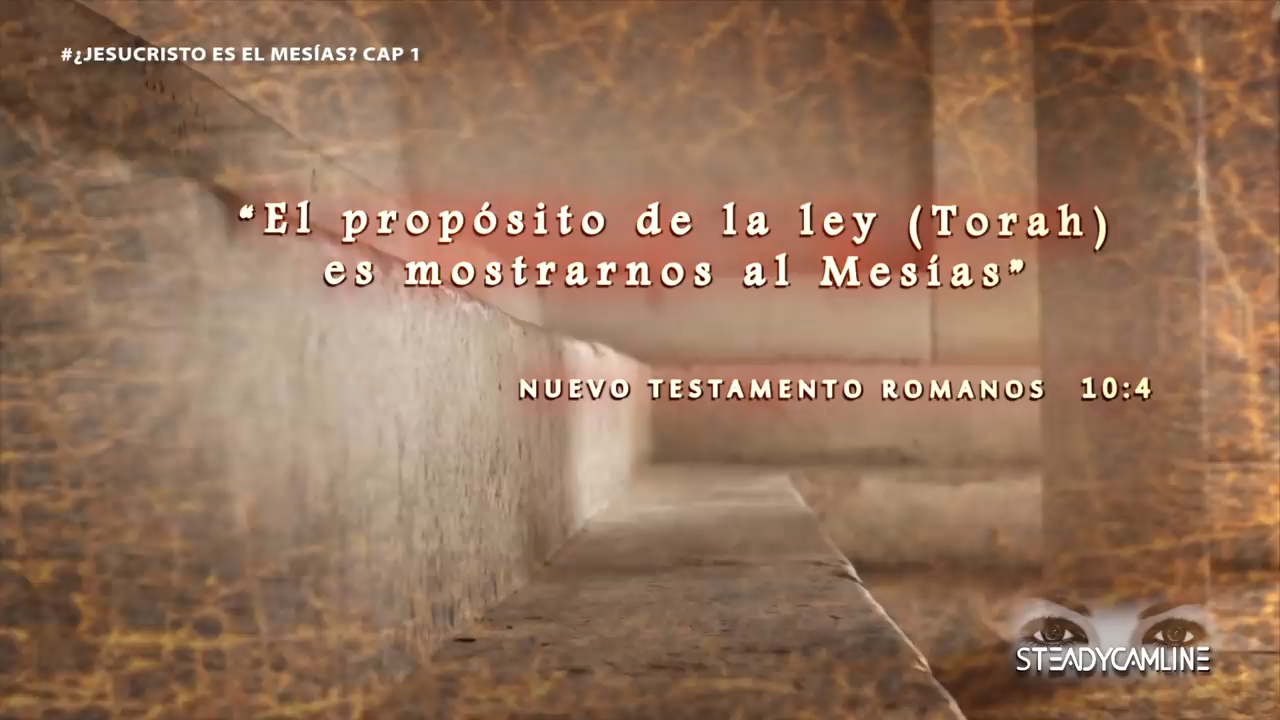 #¿JESUCRISTO ES EL MESÍAS? CAP 1
“El propósito de la ley (Torah)
es mostrarnos al Mesías”
NUEVO TESTAMENTO ROMANOS 10:4
STEADYCAMLINE